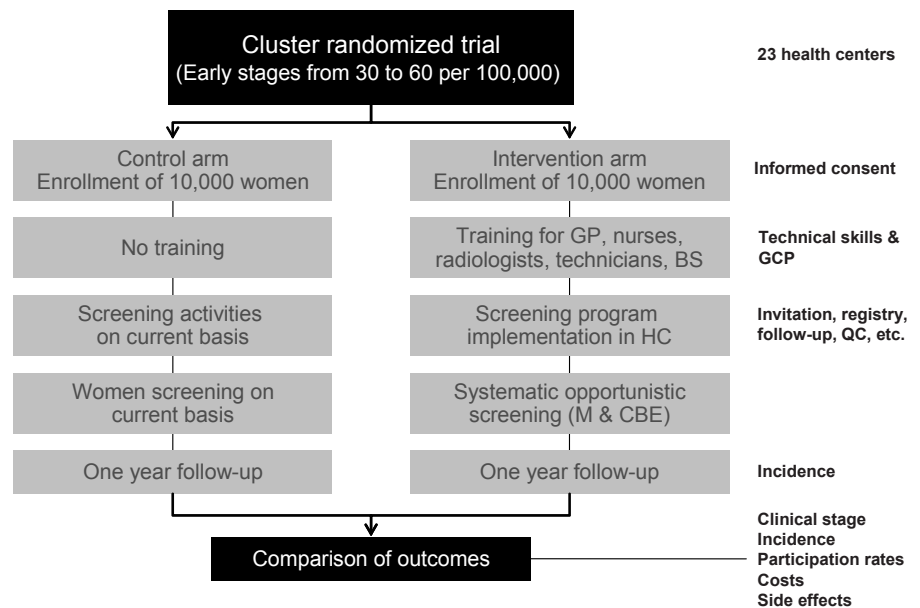 Cluster randomized trial
(Early stages from 30 to 60 per 100,000)
23 health centers
Control arm
Enrollment of 10,000 women
Intervention arm
Enrollment of 10,000 women
Informed consent
No training
Training for GP, nurses,
radiologists, technicians, BS
Technical skills &
GCP
Screening activities
on current basis
Screening program
implementation in HC
Invitation, registry,
follow-up, QC, etc.
Women screening on
current basis
Systematic opportunistic
screening (M & CBE)
One year follow-up
One year follow-up
Incidence
Comparison of outcomes
Clinical stage
Incidence
Participation rates
Costs
Side effects